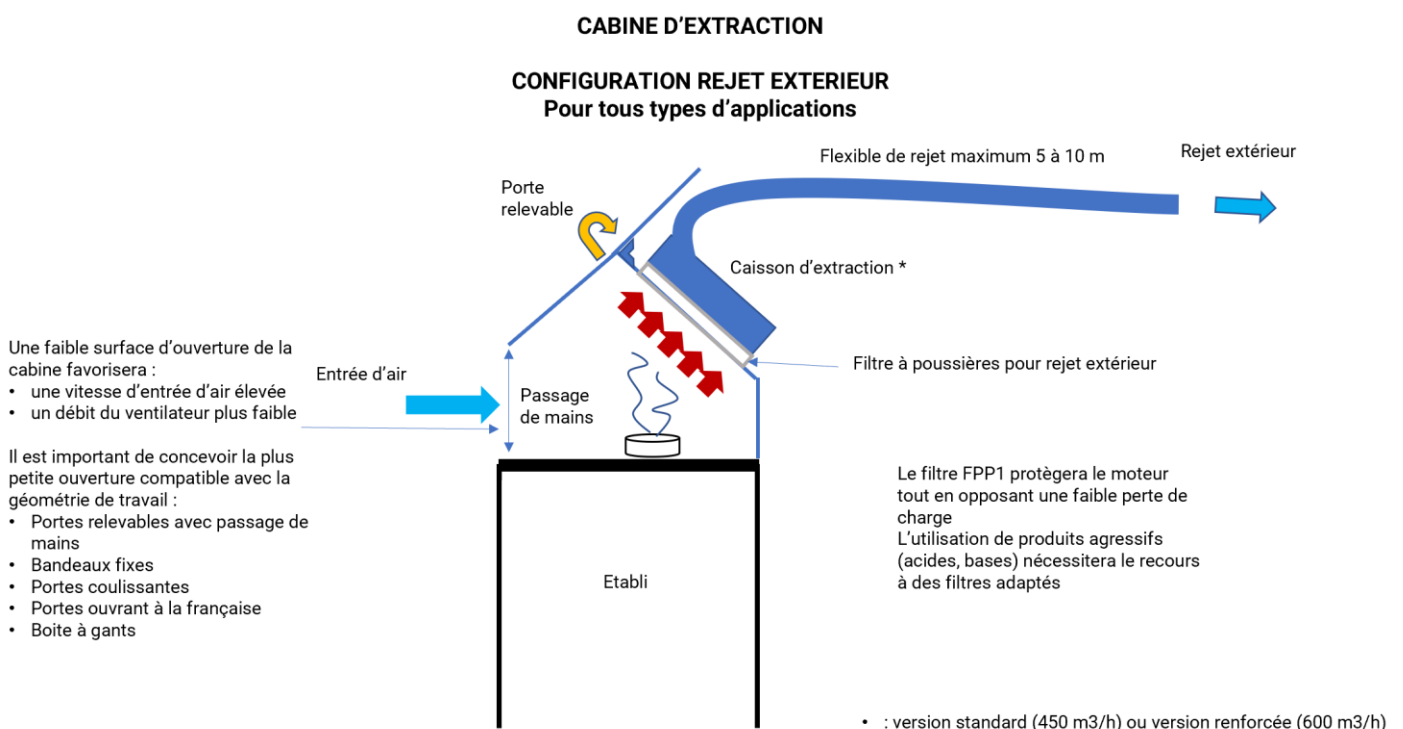 CABINE D’EXTRACTION
CONFIGURATION REJET EXTERIEUR
Pour tous types d’applications
Flexible de rejet maximum 5 à 10 m
Rejet extérieur
Porte
relevable
Caisson d’extraction *
Filtre à poussières pour rejet extérieur
Une faible surface d’ouverture de la
cabine favorisera :
• une vitesse d’entrée d’air élevée
• un débit du ventilateur plus faible
Entrée d’air
Passage
de mains
Il est important de concevoir la plus
petite ouverture compatible avec la
géométrie de travail :
• Portes relevables avec passage de
mains
• Bandeaux fixes
• Portes coulissantes
• Portes ouvrant à la française
• Boite à gants
Le filtre FPP1 protègera le moteur
tout en opposant une faible perte de
charge
L’utilisation de produits agressifs
(acides, bases) nécessitera le recours
à des filtres adaptés
Etabli
• : version standard (450 m3/h) ou version renforcée (600 m3/h)